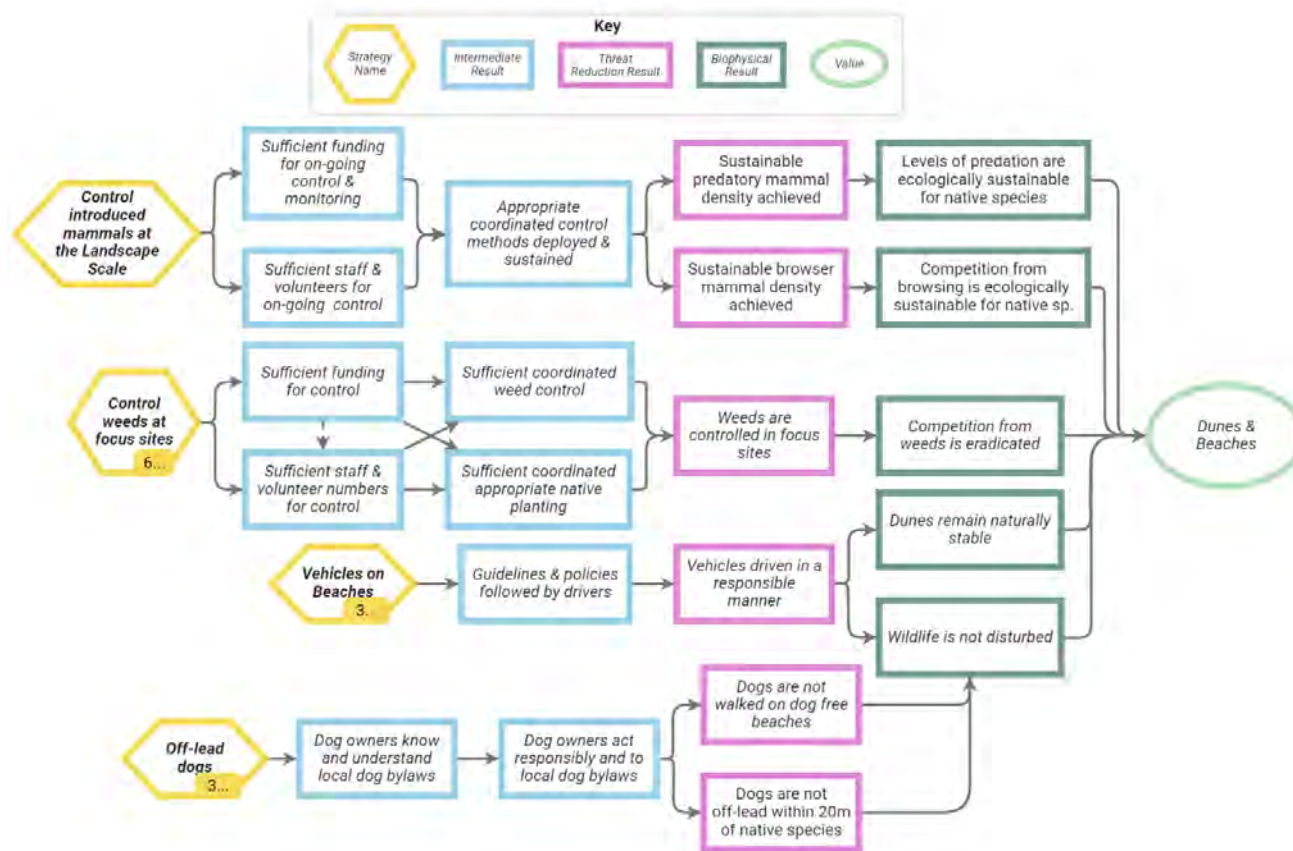 Key
Strategy
Name
Intermediate
Result
Threat
Reduction Result
Biophysical
Result
Value
Control
introduced
mammals at
the Landscape
Scale
Sufficient funding
for on-going
control &
monitoring
Sufficient staff &
volunteers for
on-going control
Appropriate
coordinated control
methods deployed &
sustained
Sustainable
predatory mammal
density achieved
Sustainable browser
mammal density
achieved
Levels of predation are
ecologically sustainable
for native species
Competition from
browsing is ecologically
sustainable for native sp.
Control
weeds at
focus sites
6...
Sufficient funding
for control
Sufficient staff &
volunteer numbers
for control
Sufficient coordinated
weed control
Sufficient coordinated
appropriate native
planting
Weeds are
controlled in focus
sites
Competition from
weeds is eradicated
Dunes &
Beaches
Vehicles on
Beaches
3...
Guidelines & policies
followed by drivers
Vehicles driven in a
responsible
manner
Dunes remain naturally
stable
Wildlife is not disturbed
Off-lead
dogs
3...
Dog owners know
and understand
local dog bylaws
Dog owners act
responsibly and to
local dog bylaws
Dogs are not
walked on dog free
beaches
Dogs are not
off-lead within 20m
of native species